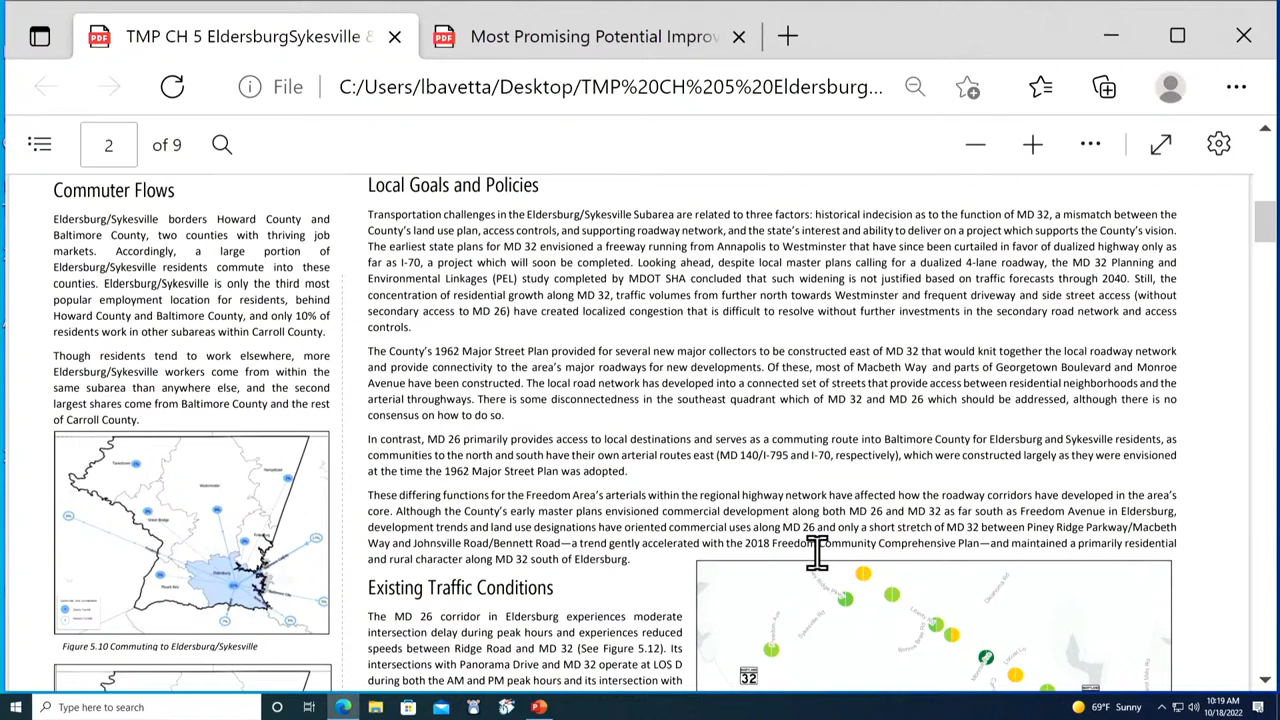 TMP CH 5 EldersburgSykesville &
Most Promising Potential Improv
File
C:/Users/lbavetta/Desktop/TMP%20CH%205%20Eldersburg...
2 of 9
Commuter Flows
Eldersburg/Sykesville borders Howard County and
Baltimore County, two counties with thriving job
markets. Accordingly, a large portion of
Eldersburg/Sykesville residents commute into these
counties. Eldersburg/Sykesville is only the third most
popular employment location for residents, behind
Howard County and Baltimore County, and only 10% of
residents work in other subareas within Carroll County.
Though residents tend to work elsewhere, more
Eldersburg/Sykesville workers come from within the
same subarea than anywhere else, and the second
largest shares come from Baltimore County and the rest
of Carroll County.
Hampstead
Westminster
Eldersburg
Figure 5.10 Commuting to Eldersburg/Sykesville
Local Goals and Policies
Transportation challenges in the Eldersburg/Sykesville Subarea are related to three factors: historical indecision as to the function of MD 32, a mismatch between the
County's land use plan, access controls, and supporting roadway network, and the state's interest and ability to deliver on a project which supports the County's vision.
The earliest state plans for MD 32 envisioned a freeway running from Annapolis to Westminster that have since been curtailed in favor of dualized highway only as
far as I-70, a project which will soon be completed. Looking ahead, despite local master plans calling for a dualized 4-lane roadway, the MD 32 Planning and
Environmental Linkages (PEL) study completed by MDOT SHA concluded that such widening is not justified based on traffic forecasts through 2040. Still, the
concentration of residential growth along MD 32, traffic volumes from further north towards Westminster and frequent driveway and side street access (without
secondary access to MD 26) have created localized congestion that is difficult to resolve without further investments in the secondary road network and access
controls.
The County's 1962 Major Street Plan provided for several new major collectors to be constructed east of MD 32 that would knit together the local roadway network
and provide connectivity to the area's major roadways for new developments. Of these, most of Macbeth Way and parts of Georgetown Boulevard and Monroe
Avenue have been constructed. The local road network has developed into a connected set of streets that provide access between residential neighborhoods and the
arterial throughways. There is some disconnectedness in the southeast quadrant which of MD 32 and MD 26 which should be addressed, although there is no
consensus on how to do so.
In contrast, MD 26 primarily provides access to local destinations and serves as a commuting route into Baltimore County for Eldersburg and Sykesville residents, as
communities to the north and south have their own arterial routes east (MD 140/I-795 and I-70, respectively), which were constructed largely as they were envisioned
at the time the 1962 Major Street Plan was adopted.
These differing functions for the Freedom Area's arterials within the regional highway network have affected how the roadway corridors have developed in the area's
core. Although the County's early master plans envisioned commercial development along both MD 26 and MD 32 as far south as Freedom Avenue in Eldersburg,
development trends and land use designations have oriented commercial uses along MD 26 and only a short stretch of MD 32 between Piney Ridge Parkway/Macbeth
Way and Johnsville Road/Bennett Road—a trend gently accelerated with the 2018 Freedom Community Comprehensive Plan—and maintained a primarily residential
and rural character along MD 32 south of Eldersburg.
Existing Traffic Conditions
The MD 26 corridor in Eldersburg experiences moderate
intersection delay during peak hours and experiences reduced
speeds between Ridge Road and MD 32 (See Figure 5.12). Its
intersections with Panorama Drive and MD 32 operate at LOS D
during both the AM and PM peak hours and its intersection with
Oklahoma Rd
Sykesville Rd
32
Type here to search
69°F Sunny
10:19 AM
10/18/2022